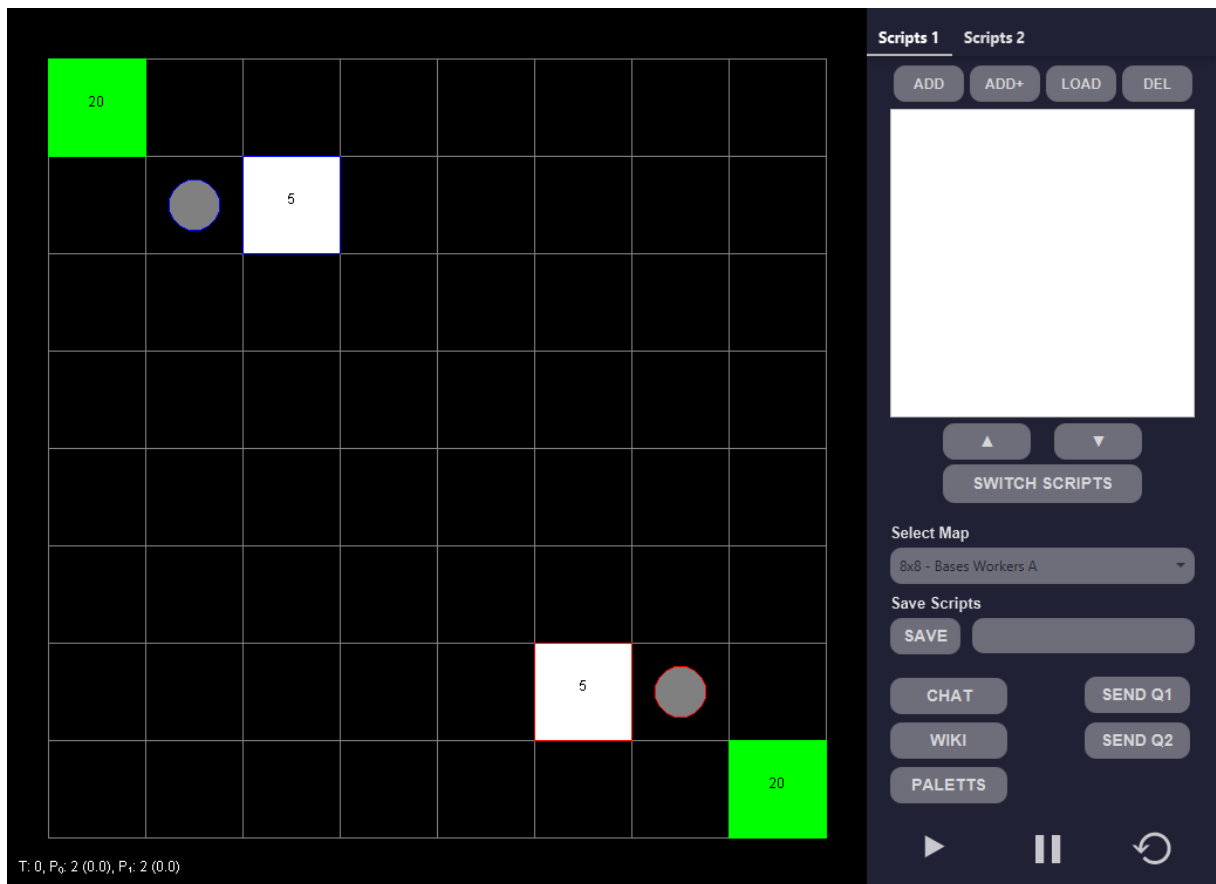 20
5
5
20
T: 0, P₀: 2 (0.0), P₁: 2 (0.0)
Scripts 1 Scripts 2
ADD ADD+ LOAD DEL
▲ ▼
SWITCH SCRIPTS
Select Map
8x8 - Bases Workers A
Save Scripts
SAVE
CHAT SEND Q1
WIKI SEND Q2
PALETTS